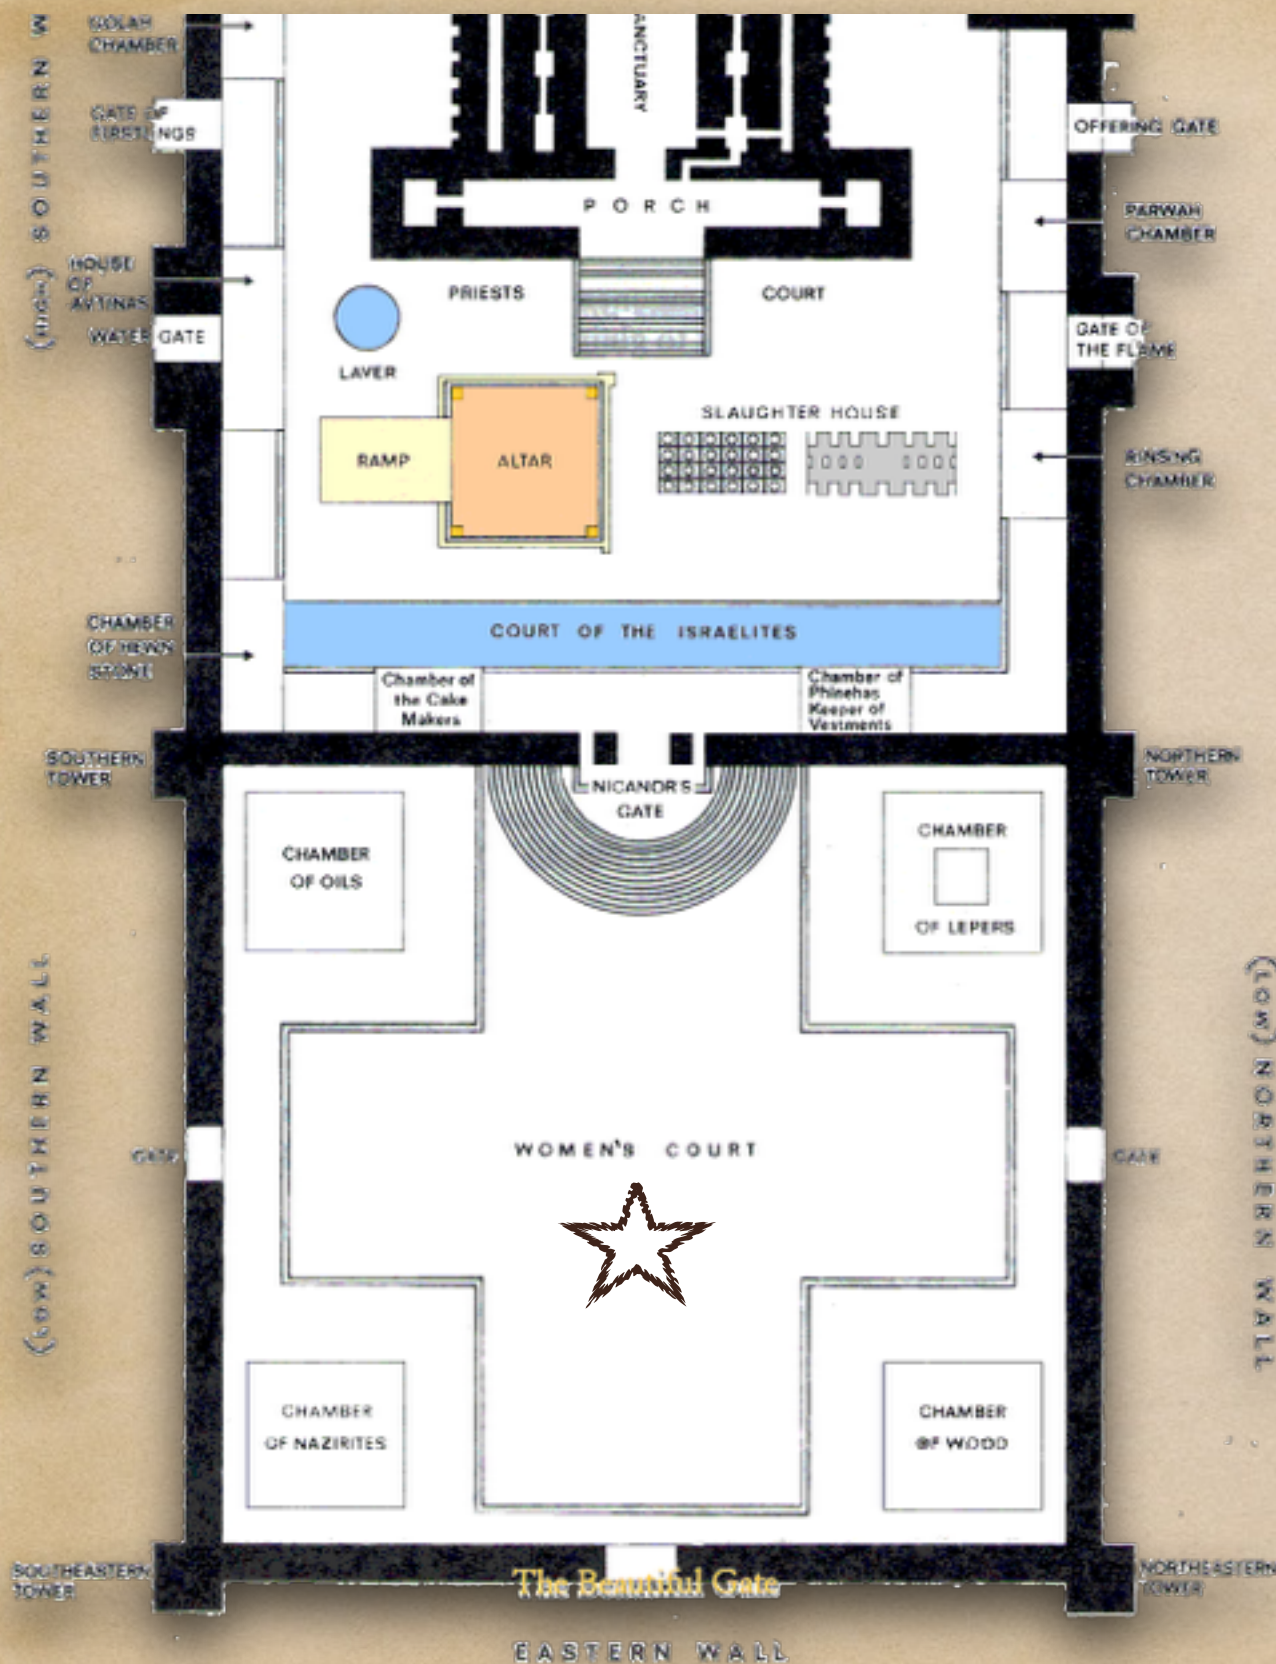 GOLAH
CHAMBER
SOUTHERN W
(HIGH)
SANCTUARY
GATE OF
FIRSTLINGS
OFFERING GATE
PORCH
PARWAH
CHAMBER
HOUSE
OF
AVTINAS
PRIESTS
COURT
WATER GATE
GATE OF
THE FLAME
LAVER
SLAUGHTER HOUSE
RAMP
ALTAR
RINSING
CHAMBER
CHAMBER
OF HEWN
STONE
COURT OF THE ISRAELITES
Chamber of
the Cake
Makers
Chamber of
Phinehas
Keeper of
Vestments
SOUTHERN
TOWER
NORTHERN
TOWER
NICANOR'S
GATE
CHAMBER
OF OILS
CHAMBER
OF LEPERS
(LOW) SOUTHERN WALL
(LOW) NORTHERN WALL
GATE
WOMEN'S COURT
GATE
CHAMBER
OF NAZIRITES
CHAMBER
OF WOOD
SOUTHEASTERN
TOWER
The Beautiful Gate
NORTHEASTERN
TOWER
EASTERN WALL